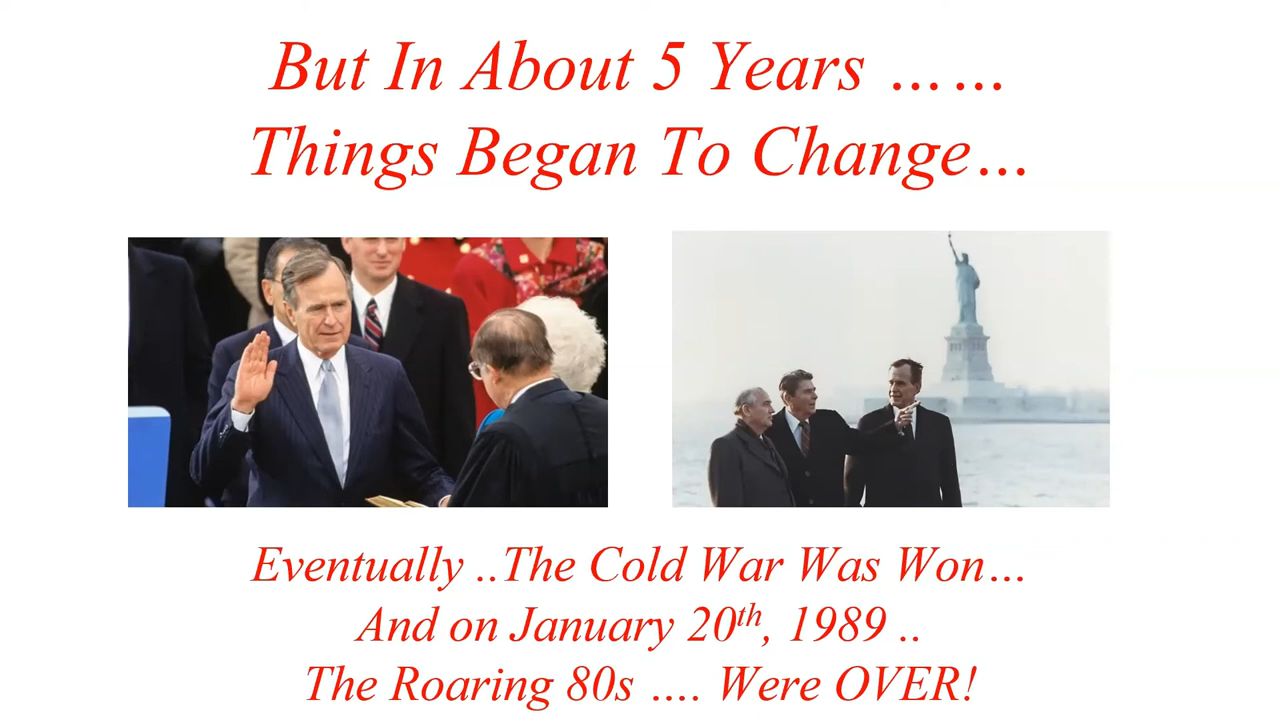 But In About 5 Years ……
Things Began To Change…
Eventually ..The Cold War Was Won…
And on January 20th, 1989 ..
The Roaring 80s …. Were OVER!